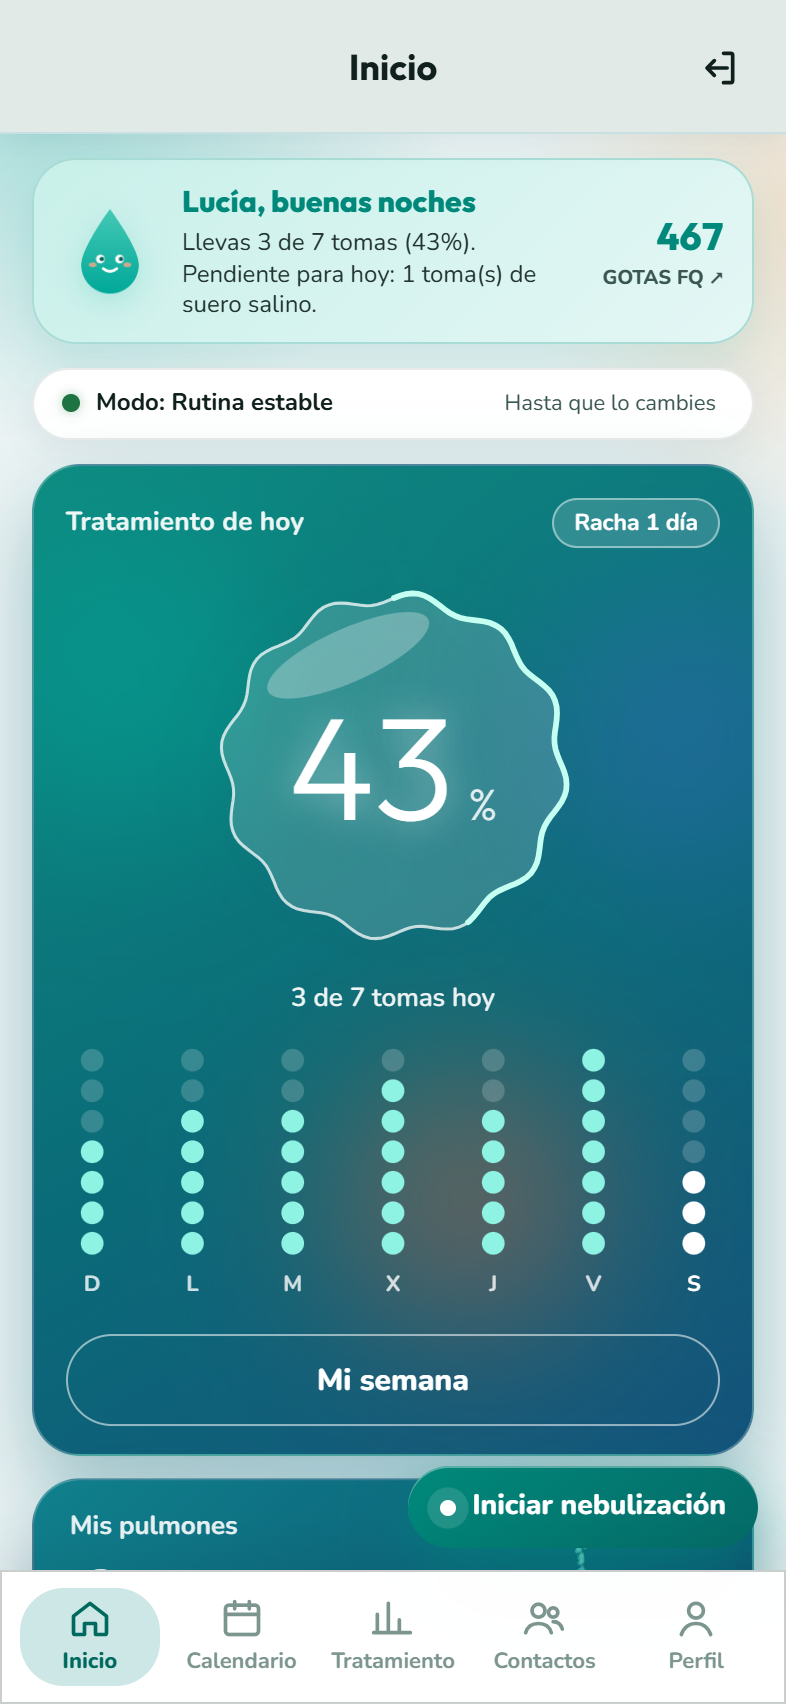 Inicio
Lucía, buenas noches
Llevas 3 de 7 tomas (43%).
Pendiente para hoy: 1 toma(s) de
suero salino.
467
GOTAS FQ ↗
Modo: Rutina estable
Hasta que lo cambies
Tratamiento de hoy
Racha 1 día
43 %
3 de 7 tomas hoy
D L M X J V S
Mi semana
Mis pulmones
Iniciar nebulización
Inicio Calendario Tratamiento Contactos Perfil